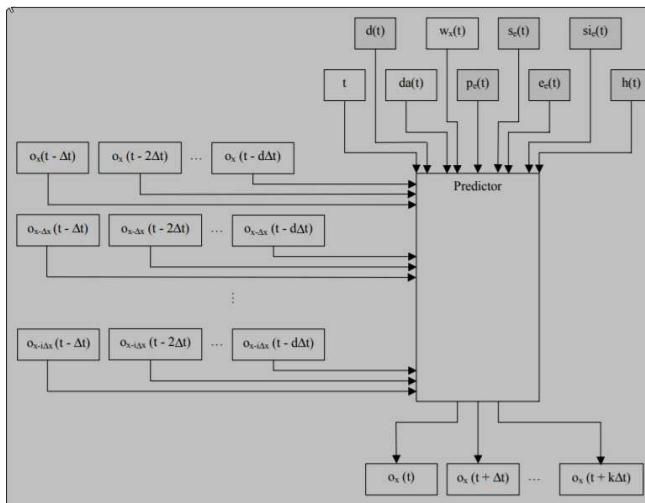 d(t) wₓ(t) sₑ(t) siₑ(t)
t da(t) pₑ(t) eₑ(t) h(t)
oₓ(t - Δt) oₓ (t - 2Δt) ... oₓ (t - dΔt)
Predictor
oₓ₋Δₓ (t - Δt) oₓ₋Δₓ (t - 2Δt) ... oₓ₋Δₓ (t - dΔt)
⋮
oₓ₋ᵢΔₓ (t - Δt) oₓ₋ᵢΔₓ (t - 2Δt) ... oₓ₋ᵢΔₓ (t - dΔt)
oₓ (t) oₓ (t + Δt) ... oₓ (t + kΔt)